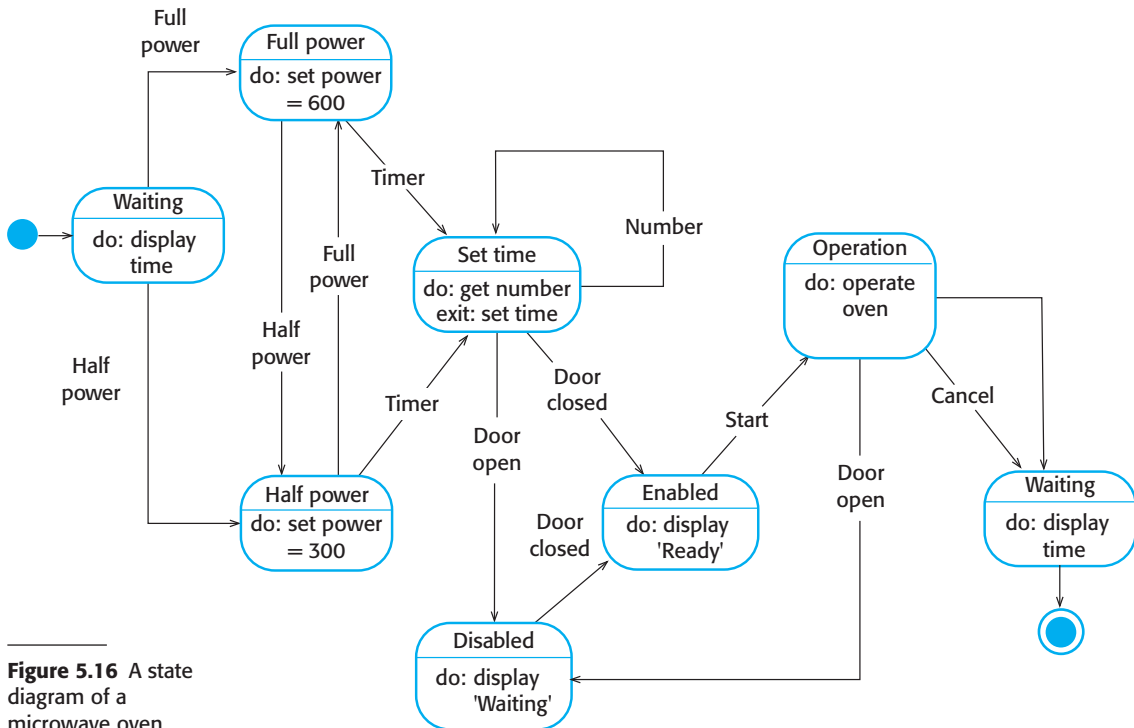 Full
power
Full power
do: set power
= 600
Timer
Number
Waiting
do: display
time
Full
power
Set time
do: get number
exit: set time
Operation
do: operate
oven
Half
power
Half
power
Timer
Door
closed
Door
open
Start
Cancel
Door
open
Half power
do: set power
= 300
Enabled
do: display
'Ready'
Door
closed
Waiting
do: display
time
Disabled
do: display
'Waiting'
Figure 5.16 A state
diagram of a
microwave oven